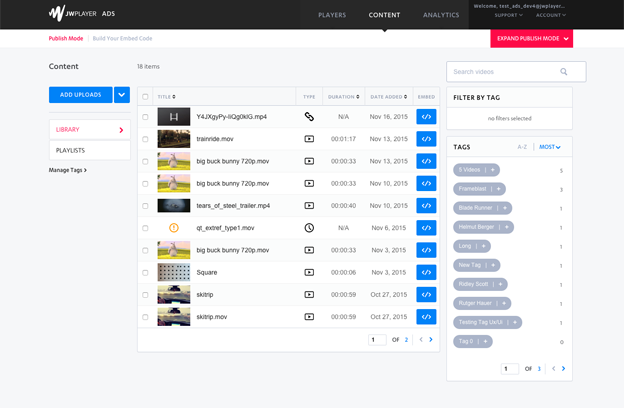 JWPLAYER ADS
PLAYERS
CONTENT
ANALYTICS
Welcome, test_ads_dev4@jwplayer...
SUPPORT
ACCOUNT
Publish Mode
Build Your Embed Code
EXPAND PUBLISH MODE
Content
18 items
Search videos
ADD UPLOADS
LIBRARY
PLAYLISTS
Manage Tags
TITLE TYPE DURATION DATE ADDED EMBED
Y4JXgyPy-liQg0kIG.mp4 N/A Nov 16, 2015
trainride.mov 00:01:17 Nov 13, 2015
big buck bunny 720p.mov 00:00:33 Nov 13, 2015
big buck bunny 720p.mov 00:00:33 Nov 10, 2015
tears_of_steel_trailer.mp4 00:00:40 Nov 10, 2015
qt_extref_type1.mov N/A Nov 6, 2015
big buck bunny 720p.mov 00:00:33 Nov 3, 2015
Square 00:00:06 Nov 3, 2015
skitrip 00:00:59 Oct 27, 2015
skitrip.mov 00:00:59 Oct 27, 2015
1 OF 2
FILTER BY TAG
no filters selected
TAGS A-Z MOST
5 Videos + 5
Frametest + 3
Blade Runner + 1
Helmut Berger + 1
Long + 1
New Tag + 1
Ridley Scott + 1
Rutger Hauer + 1
Testing Tag Ux/Ui + 1
Tag 0 + 0
1 OF 3